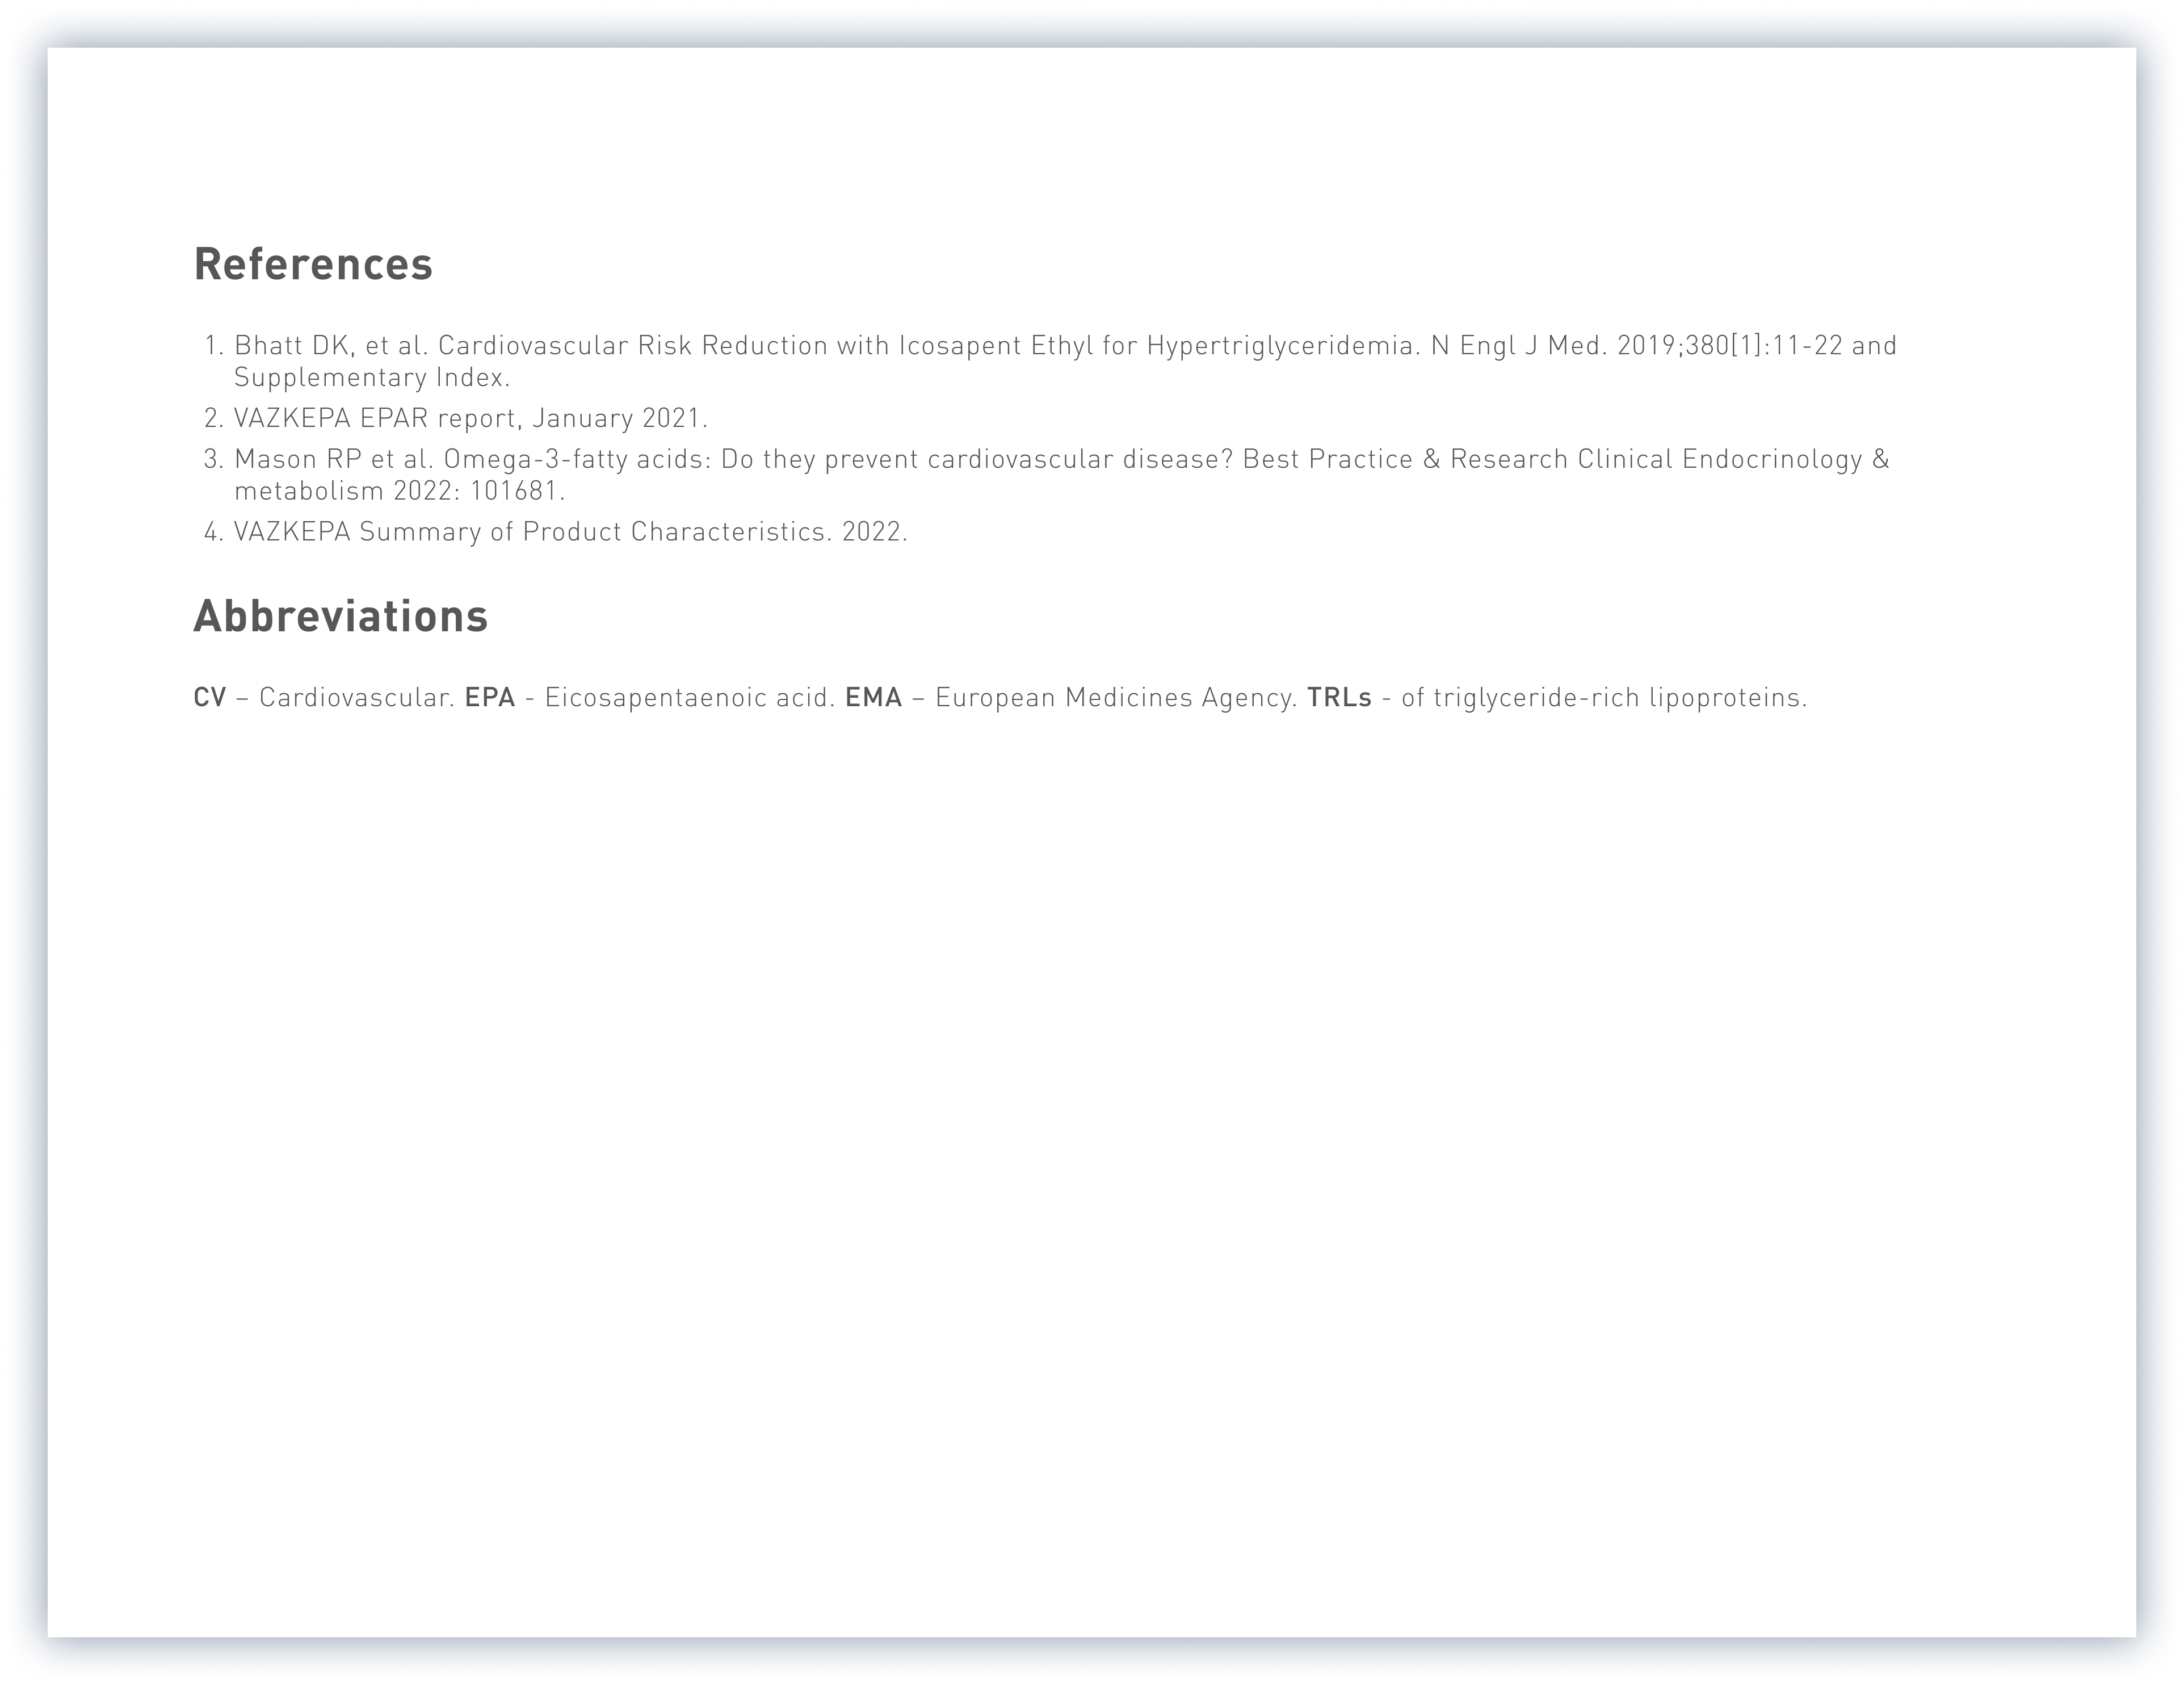 References
1. Bhatt DK, et al. Cardiovascular Risk Reduction with Icosapent Ethyl for Hypertriglyceridemia. N Engl J Med. 2019;380[1]:11-22 and
Supplementary Index.
2. VAZKEPA EPAR report, January 2021.
3. Mason RP et al. Omega-3-fatty acids: Do they prevent cardiovascular disease? Best Practice & Research Clinical Endocrinology &
metabolism 2022: 101681.
4. VAZKEPA Summary of Product Characteristics. 2022.
Abbreviations
CV – Cardiovascular. EPA - Eicosapentaenoic acid. EMA – European Medicines Agency. TRLs - of triglyceride-rich lipoproteins.